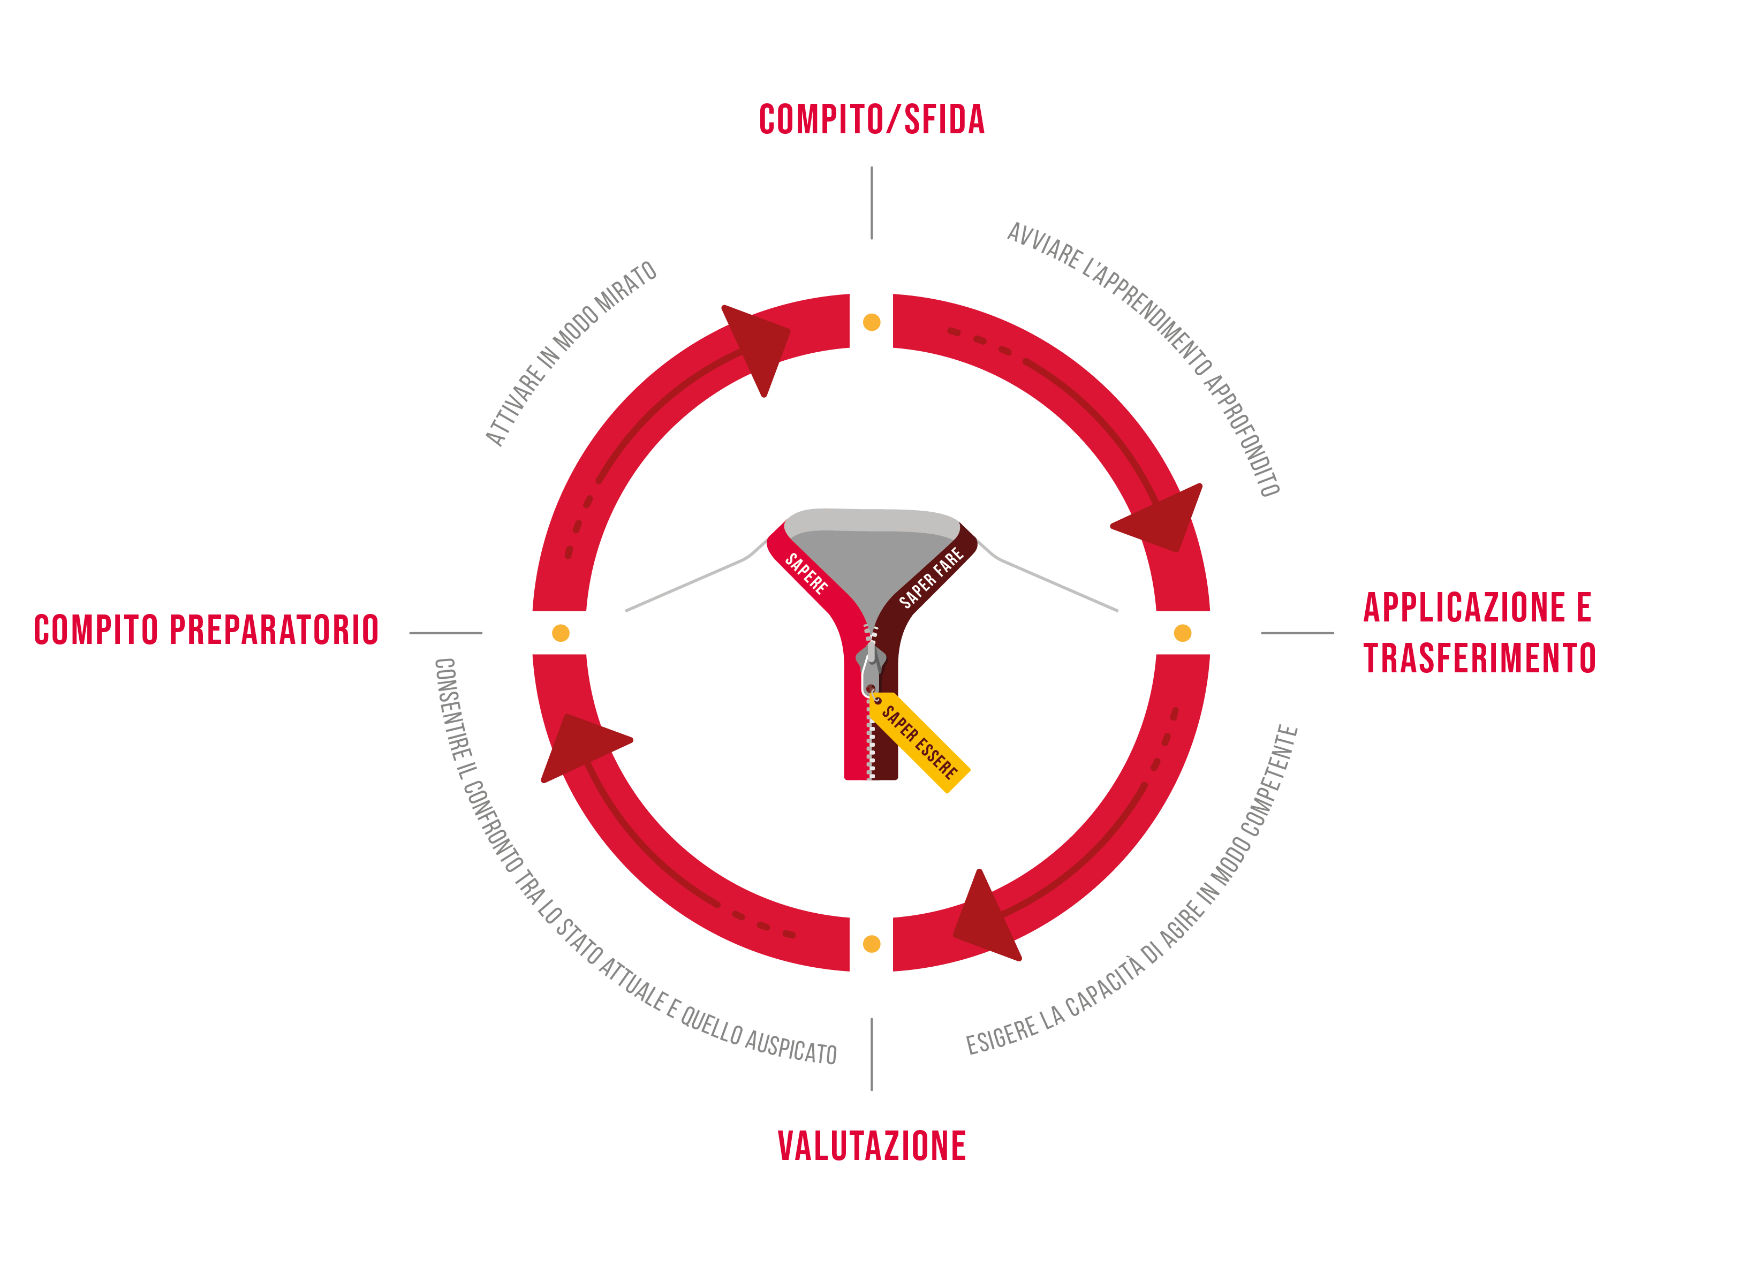 COMPITO/SFIDA
AVVIARE L'APPRENDIMENTO APPROFONDITO
ATTIVARE IN MODO MIRATO
SAPERE
SAPER FARE
COMPITO PREPARATORIO
APPLICAZIONE E
TRASFERIMENTO
SAPER ESSERE
CONSENTIRE IL CONFRONTO TRA LO STATO ATTUALE E QUELLO AUSPICATO
ESIGERE LA CAPACITÀ DI AGIRE IN MODO COMPETENTE
VALUTAZIONE